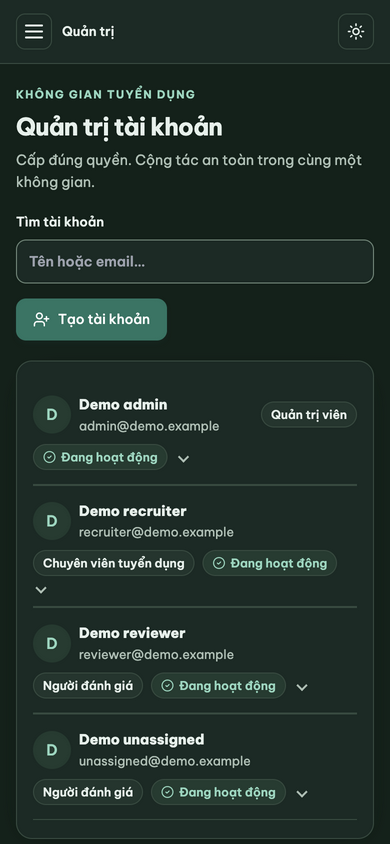 Quản trị
KHÔNG GIAN TUYỂN DỤNG
Quản trị tài khoản
Cấp đúng quyền. Cộng tác an toàn trong cùng một
không gian.
Tìm tài khoản
Tên hoặc email...
Tạo tài khoản
D
Demo admin
admin@demo.example
Quản trị viên
Đang hoạt động
D
Demo recruiter
recruiter@demo.example
Chuyên viên tuyển dụng
Đang hoạt động
D
Demo reviewer
reviewer@demo.example
Người đánh giá
Đang hoạt động
D
Demo unassigned
unassigned@demo.example
Người đánh giá
Đang hoạt động